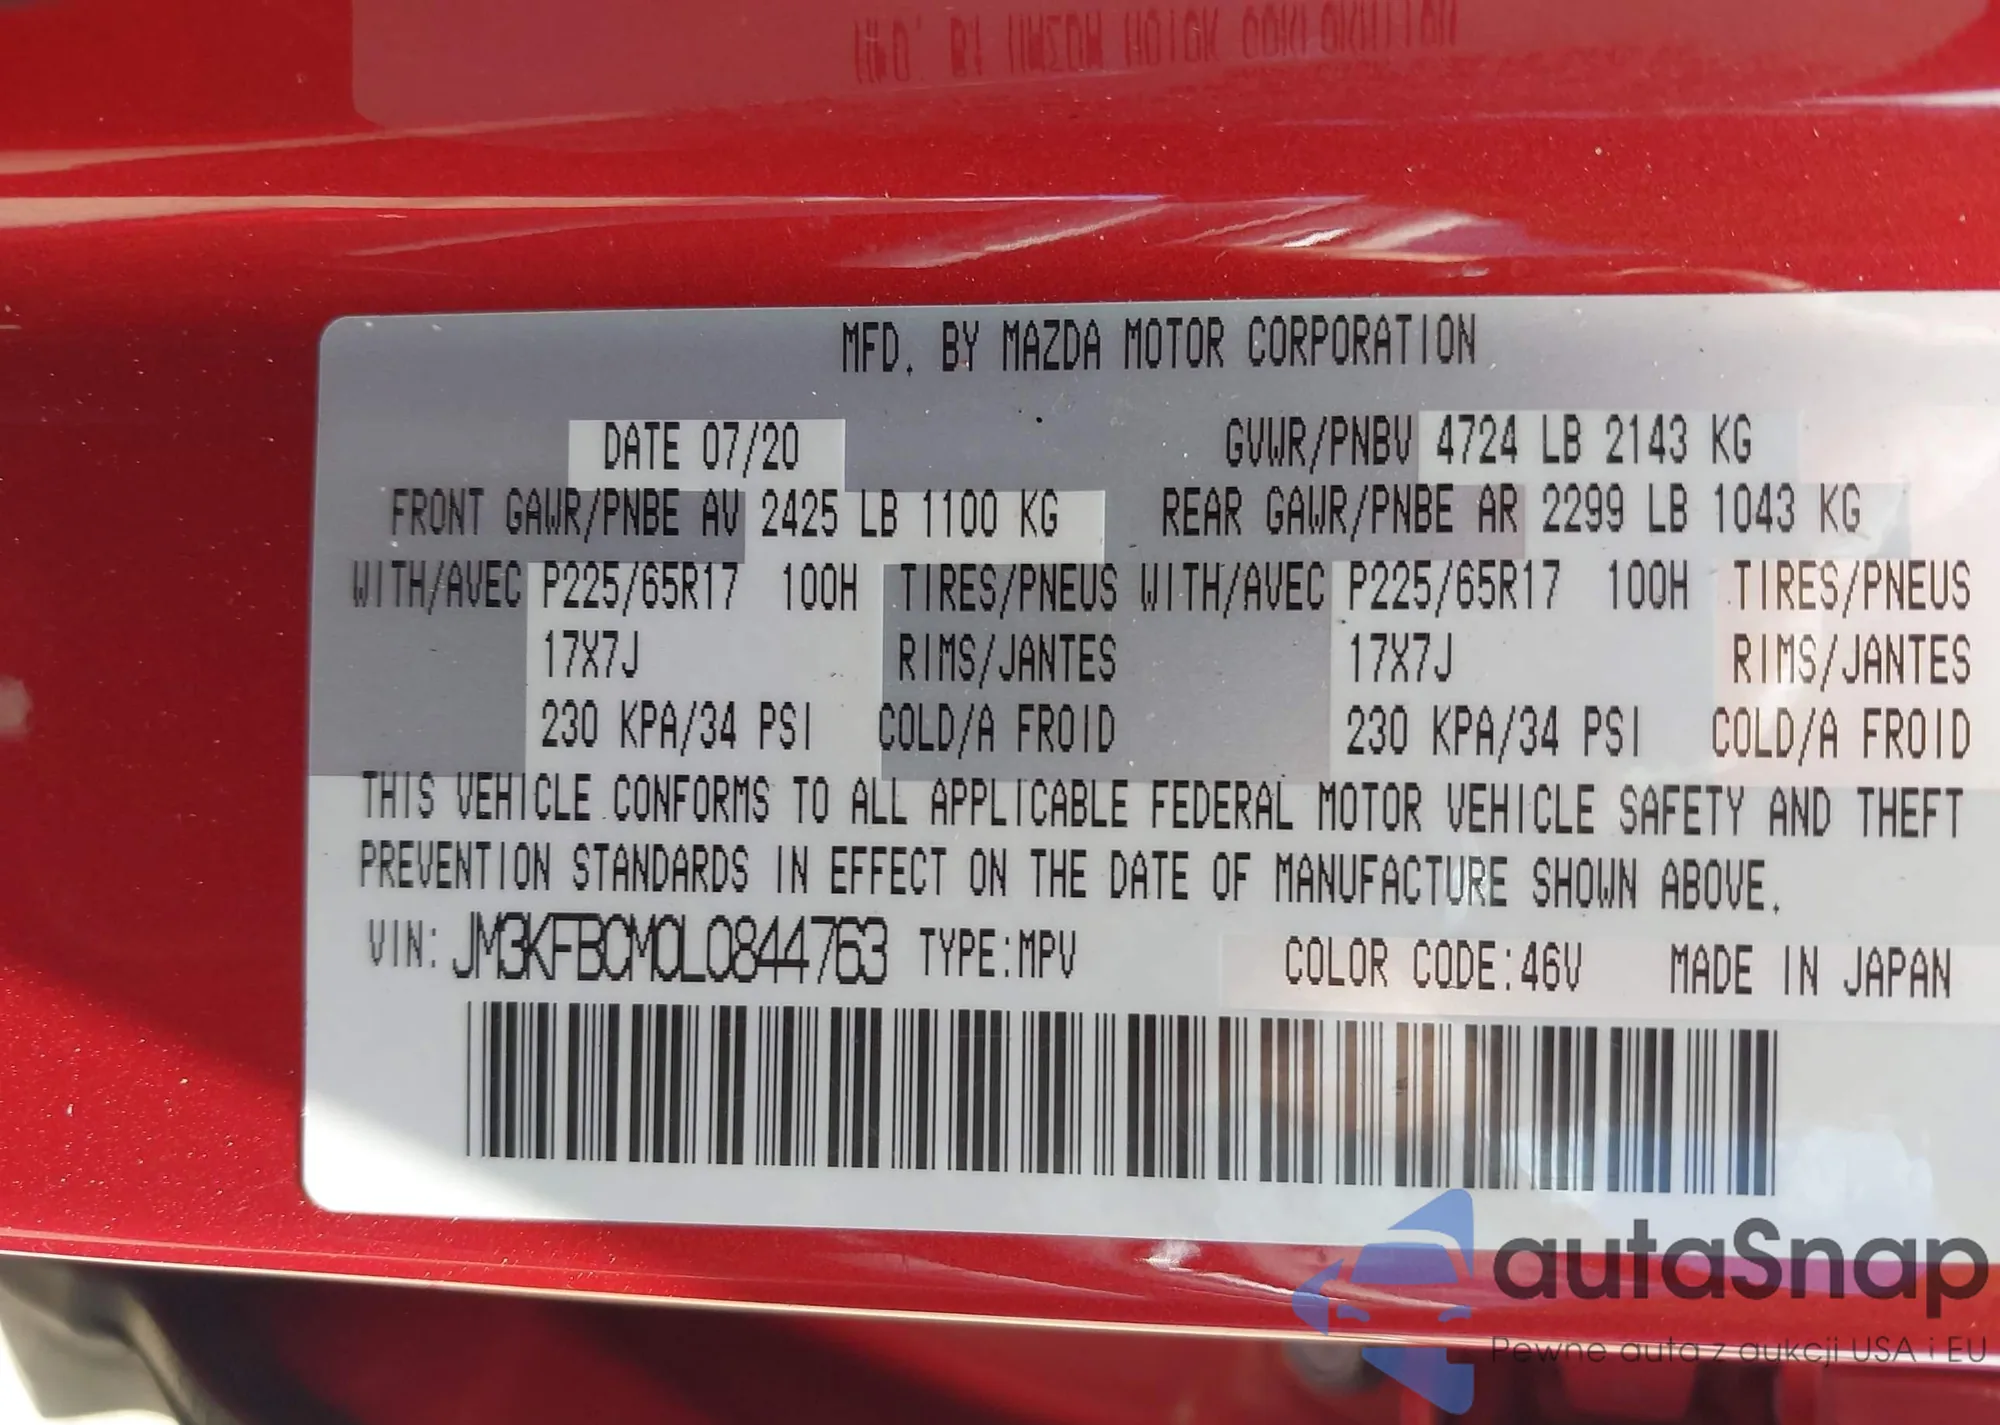 MFD. BY MAZDA MOTOR CORPORATION
DATE 07/20 GVWR/PNBV 4724 LB 2143 KG
FRONT GAWR/PNBE AV 2425 LB 1100 KG REAR GAWR/PNBE AR 2299 LB 1043 KG
WITH/AVEC P225/65R17 100H TIRES/PNEUS WITH/AVEC P225/65R17 100H TIRES/PNEUS
17X7J RIMS/JANTES 17X7J RIMS/JANTES
230 KPA/34 PSI COLD/A FROID 230 KPA/34 PSI COLD/A FROID
THIS VEHICLE CONFORMS TO ALL APPLICABLE FEDERAL MOTOR VEHICLE SAFETY AND THEFT
PREVENTION STANDARDS IN EFFECT ON THE DATE OF MANUFACTURE SHOWN ABOVE.
VIN: JM3KFBCM0L0844763 TYPE:MPV COLOR CODE:46V MADE IN JAPAN
autaSnap
Pewne auta z aukcji USA i EU